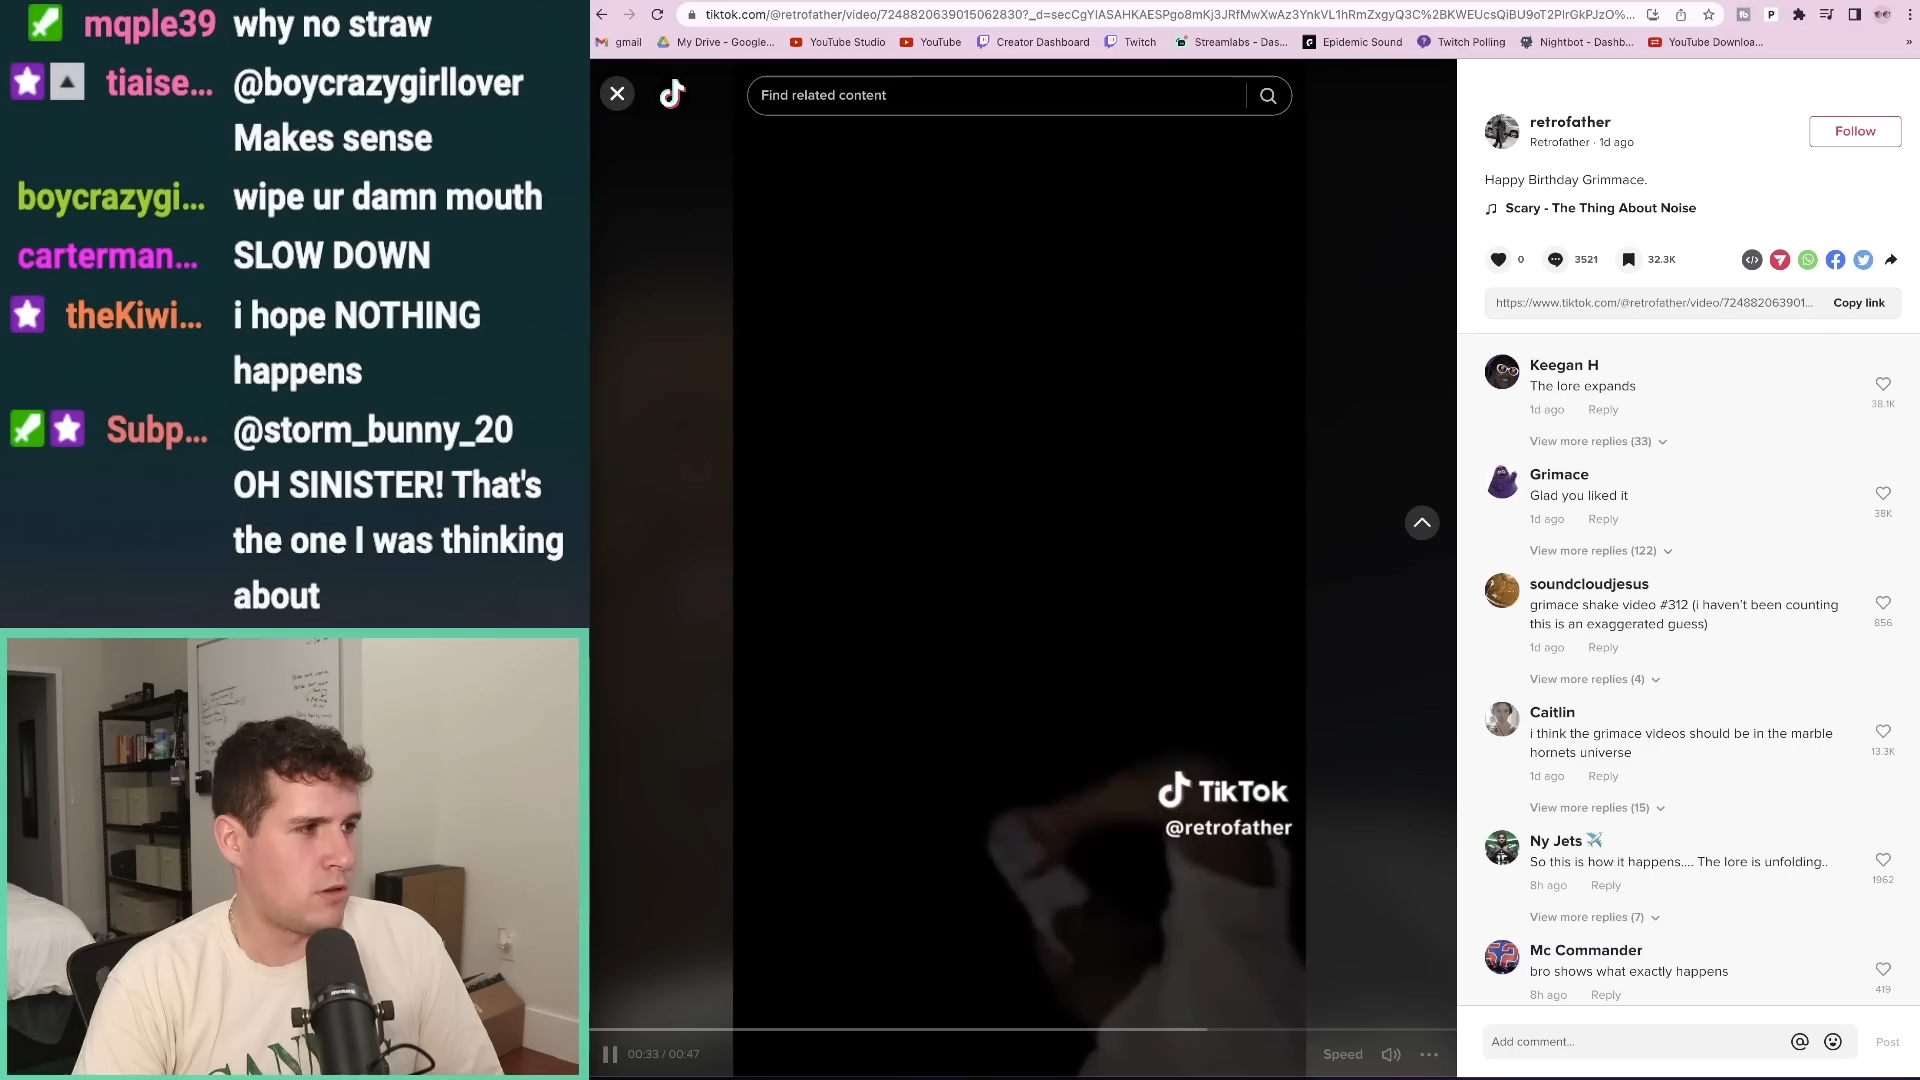 mqple39 why no straw
tiaise... @boycrazygirllover
Makes sense
boycrazygi... wipe ur damn mouth
carterman... SLOW DOWN
theKiwi... i hope NOTHING
happens
Subp... @storm_bunny_20
OH SINISTER! That's
the one I was thinking
about
gmail
My Drive - Google...
YouTube Studio
YouTube
Creator Dashboard
Twitch
Streamlabs - Das...
Epidemic Sound
Twitch Polling
Nightbot - Dashb...
YouTube Downloa...
»
Find related content
TikTok
@retrofather
00:33 / 00:47
Speed
retrofather
Retrofather · 1d ago
Follow
Happy Birthday Grimmace.
Scary - The Thing About Noise
0 3521 32.3K
https://www.tiktok.com/@retrofather/video/724882063901... Copy link
Keegan H
The lore expands
38.1K
1d ago Reply
View more replies (33)
Grimace
Glad you liked it
38K
1d ago Reply
View more replies (122)
soundcloudjesus
grimace shake video #312 (i haven't been counting
this is an exaggerated guess)
856
1d ago Reply
View more replies (4)
Caitlin
i think the grimace videos should be in the marble
hornets universe
13.3K
1d ago Reply
View more replies (15)
Ny Jets ✈️
So this is how it happens.... The lore is unfolding..
1962
8h ago Reply
View more replies (7)
Mc Commander
bro shows what exactly happens
419
8h ago Reply
Add comment...
Post